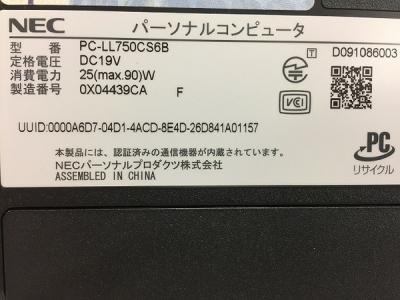 NEC パーソナルコンピュータ
型 番 PC-LL750CS6B
定格電圧 DC19V
消費電力 25(max.90)W
製造番号 0X04439CA F
T D091086003
VCCI
UUID:0000A6D7-04D1-4ACD-8E4D-26D841A01157
本製品には、認証済みの通信機器が内蔵されています。
NECパーソナルプロダクツ株式会社
ASSEMBLED IN CHINA
PC
リサイクル